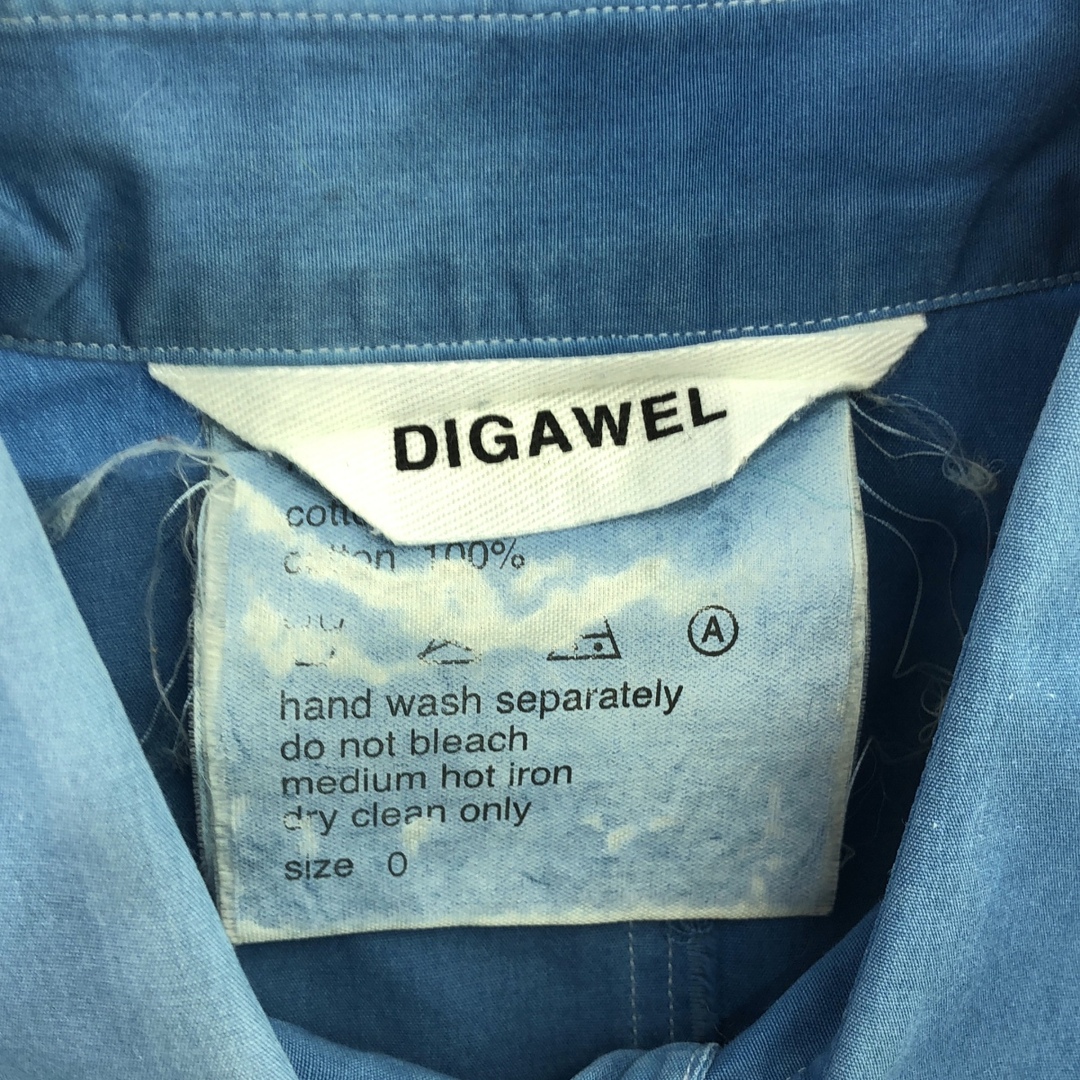 DIGAWEL
cotton 100%
A
hand wash separately
do not bleach
medium hot iron
dry clean only
size 0